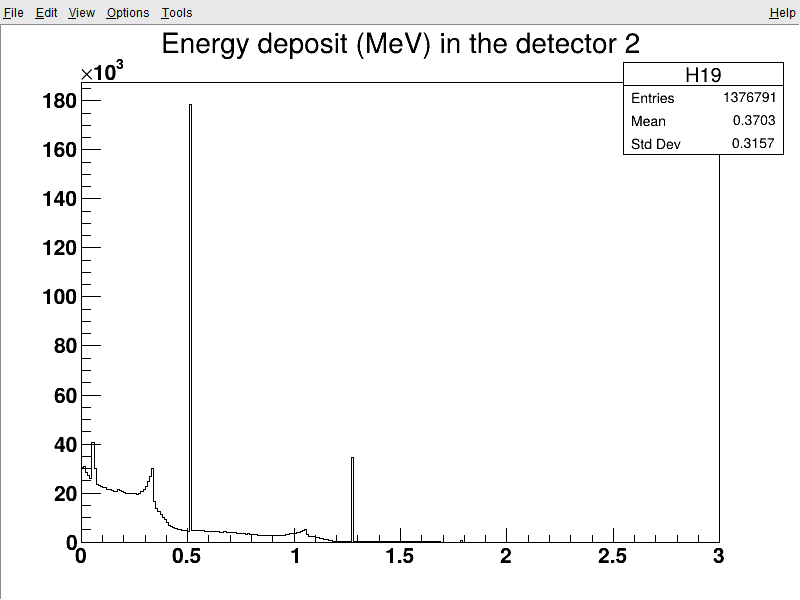 File Edit View Options Tools Help
Energy deposit (MeV) in the detector 2
×10³
H19
Entries 1376791
Mean 0.3703
Std Dev 0.3157
180
160
140
120
100
80
60
40
20
0
0 0.5 1 1.5 2 2.5 3